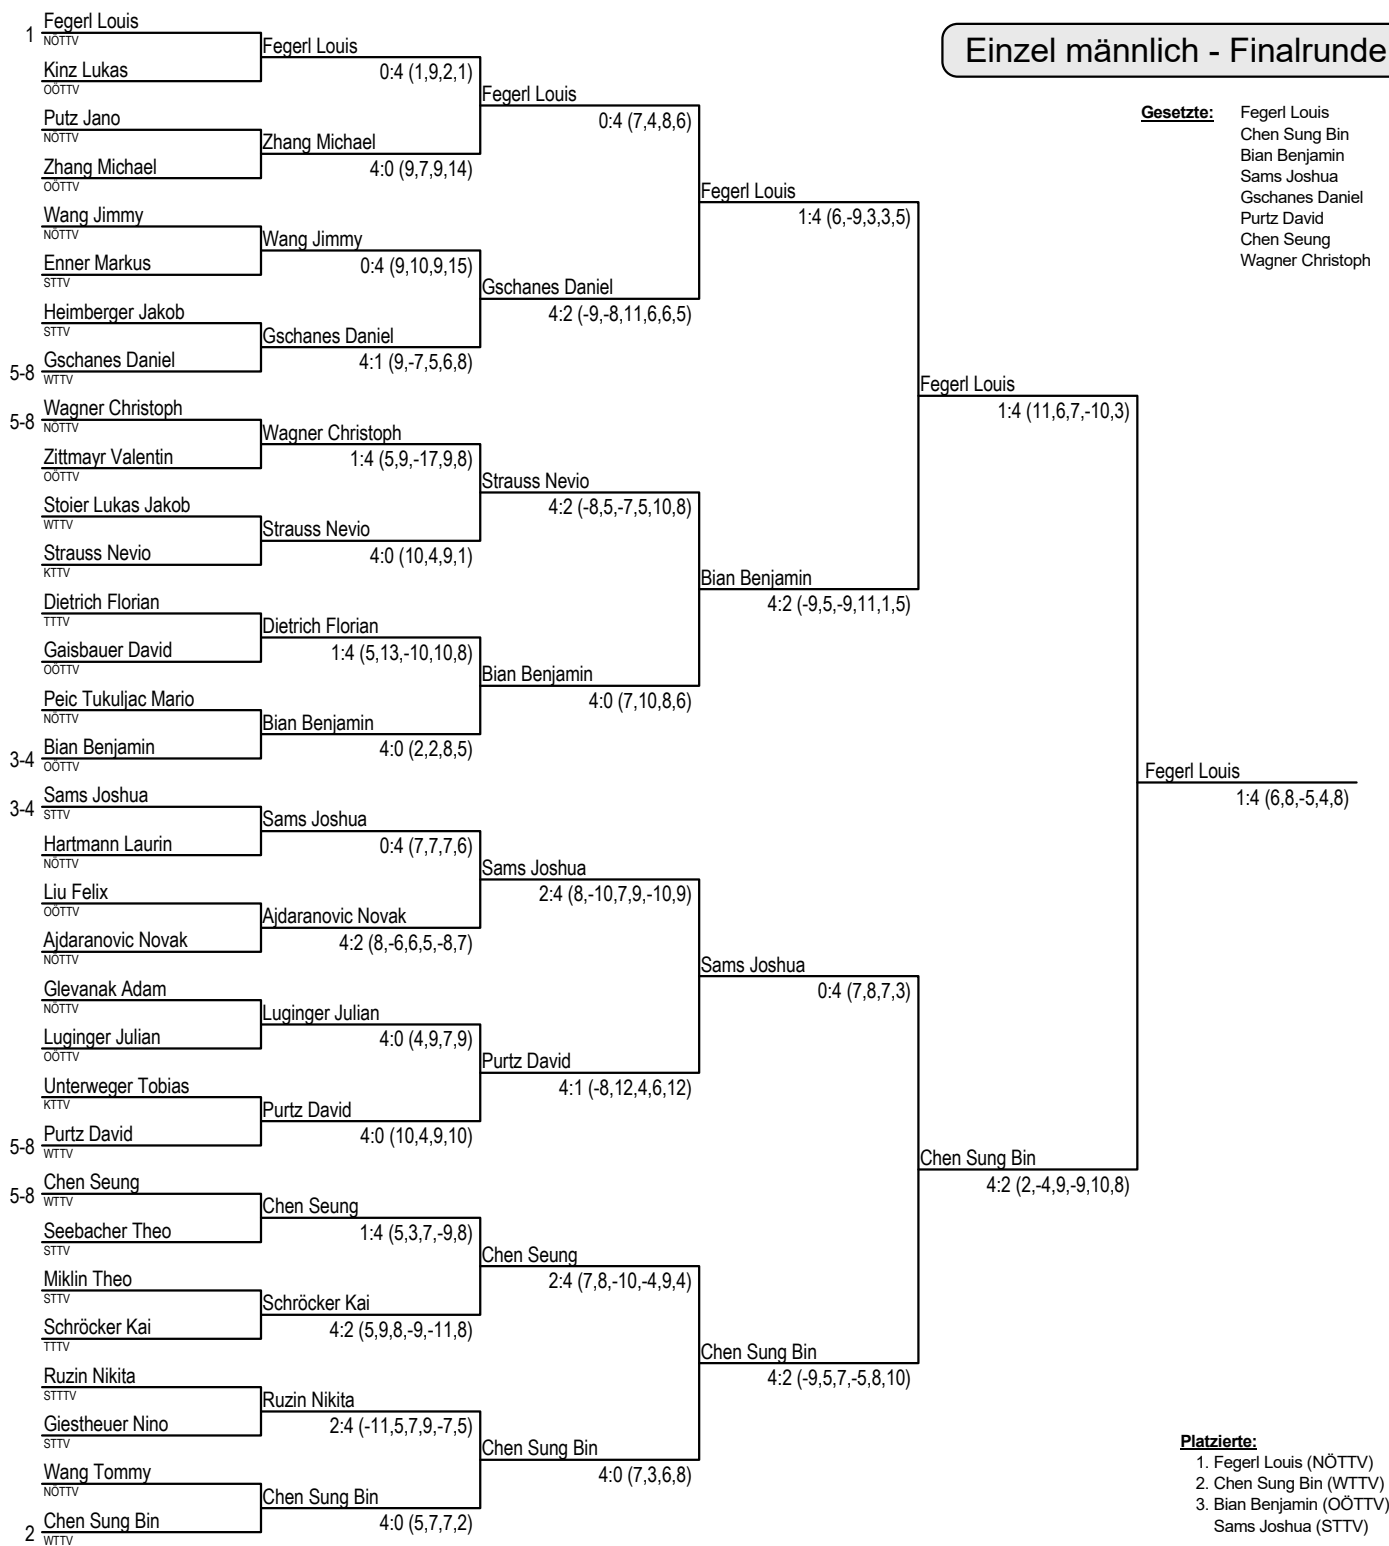 Einzel männlich - Finalrunde
Gesetzte:
Fegerl Louis
Chen Sung Bin
Bian Benjamin
Sams Joshua
Gschanes Daniel
Purtz David
Chen Seung
Wagner Christoph
1 Fegerl Louis
NÖTTV
Kinz Lukas
OÖTTV
Putz Jano
NÖTTV
Zhang Michael
OÖTTV
Wang Jimmy
NÖTTV
Enner Markus
STTV
Heimberger Jakob
STTV
5-8 Gschanes Daniel
WTTV
5-8 Wagner Christoph
NÖTTV
Zittmayr Valentin
OÖTTV
Stoier Lukas Jakob
WTTV
Strauss Nevio
KTTV
Dietrich Florian
TTTV
Gaisbauer David
OÖTTV
Peic Tukuljac Mario
NÖTTV
3-4 Bian Benjamin
OÖTTV
3-4 Sams Joshua
STTV
Hartmann Laurin
NÖTTV
Liu Felix
OÖTTV
Ajdaranovic Novak
NÖTTV
Glevanak Adam
NÖTTV
Luginger Julian
OÖTTV
Unterweger Tobias
KTTV
5-8 Purtz David
WTTV
5-8 Chen Seung
WTTV
Seebacher Theo
STTV
Miklin Theo
STTV
Schröcker Kai
TTTV
Ruzin Nikita
STTTV
Giestheuer Nino
STTV
Wang Tommy
NÖTTV
2 Chen Sung Bin
WTTV
Fegerl Louis
0:4 (1,9,2,1)
Zhang Michael
4:0 (9,7,9,14)
Wang Jimmy
0:4 (9,10,9,15)
Gschanes Daniel
4:1 (9,-7,5,6,8)
Wagner Christoph
1:4 (5,9,-17,9,8)
Strauss Nevio
4:0 (10,4,9,1)
Dietrich Florian
1:4 (5,13,-10,10,8)
Bian Benjamin
4:0 (2,2,8,5)
Sams Joshua
0:4 (7,7,7,6)
Ajdaranovic Novak
4:2 (8,-6,6,5,-8,7)
Luginger Julian
4:0 (4,9,7,9)
Purtz David
4:0 (10,4,9,10)
Chen Seung
1:4 (5,3,7,-9,8)
Schröcker Kai
4:2 (5,9,8,-9,-11,8)
Ruzin Nikita
2:4 (-11,5,7,9,-7,5)
Chen Sung Bin
4:0 (5,7,7,2)
Fegerl Louis
0:4 (7,4,8,6)
Gschanes Daniel
4:2 (-9,-8,11,6,6,5)
Strauss Nevio
4:2 (-8,5,-7,5,10,8)
Bian Benjamin
4:0 (7,10,8,6)
Sams Joshua
2:4 (8,-10,7,9,-10,9)
Purtz David
4:1 (-8,12,4,6,12)
Chen Seung
2:4 (7,8,-10,-4,9,4)
Chen Sung Bin
4:0 (7,3,6,8)
Fegerl Louis
1:4 (6,-9,3,3,5)
Bian Benjamin
4:2 (-9,5,-9,11,1,5)
Sams Joshua
0:4 (7,8,7,3)
Chen Sung Bin
4:2 (-9,5,7,-5,8,10)
Fegerl Louis
1:4 (11,6,7,-10,3)
Chen Sung Bin
4:2 (2,-4,9,-9,10,8)
Fegerl Louis
1:4 (6,8,-5,4,8)
Platzierte:
1. Fegerl Louis (NÖTTV)
2. Chen Sung Bin (WTTV)
3. Bian Benjamin (OÖTTV)
Sams Joshua (STTV)